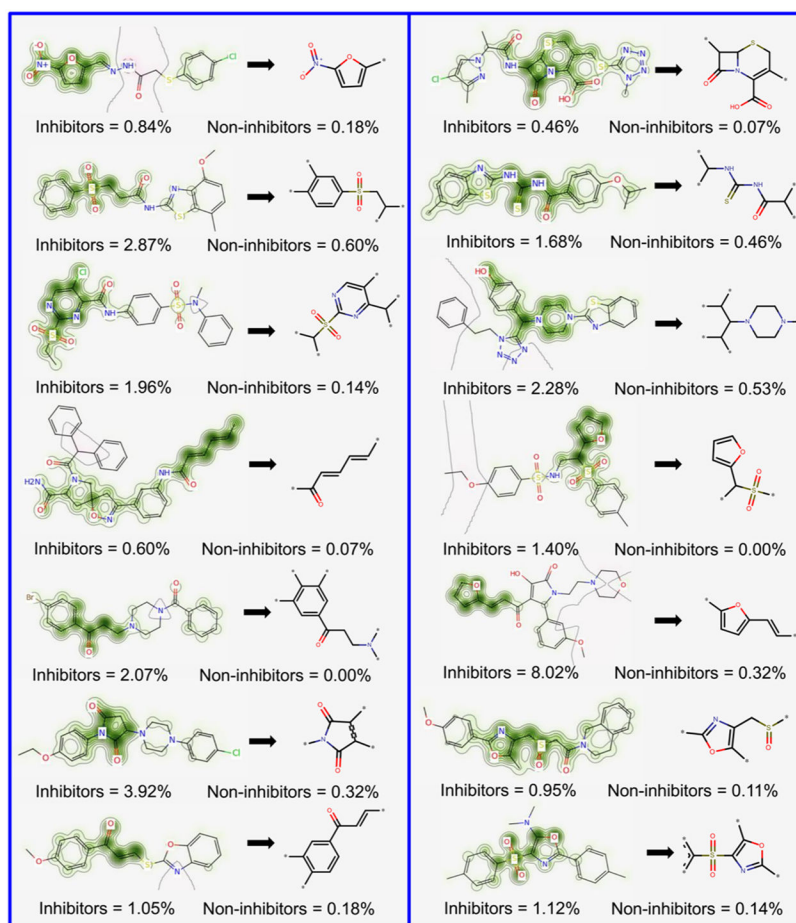 Inhibitors = 0.84% Non-inhibitors = 0.18%
Inhibitors = 2.87% Non-inhibitors = 0.60%
Inhibitors = 1.96% Non-inhibitors = 0.14%
Inhibitors = 0.60% Non-inhibitors = 0.07%
Inhibitors = 2.07% Non-inhibitors = 0.00%
Inhibitors = 3.92% Non-inhibitors = 0.32%
Inhibitors = 1.05% Non-inhibitors = 0.18%
Inhibitors = 0.46% Non-inhibitors = 0.07%
Inhibitors = 1.68% Non-inhibitors = 0.46%
Inhibitors = 2.28% Non-inhibitors = 0.53%
Inhibitors = 1.40% Non-inhibitors = 0.00%
Inhibitors = 8.02% Non-inhibitors = 0.32%
Inhibitors = 0.95% Non-inhibitors = 0.11%
Inhibitors = 1.12% Non-inhibitors = 0.14%